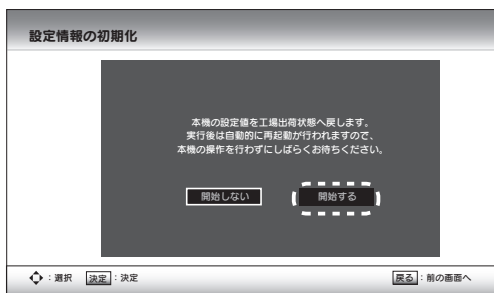 設定情報の初期化
本機の設定値を工場出荷状態へ戻します。
実行後は自動的に再起動が行われますので、
本機の操作を行わずにしばらくお待ちください。
開始しない 開始する
：選択 決定：決定 戻る：前の画面へ